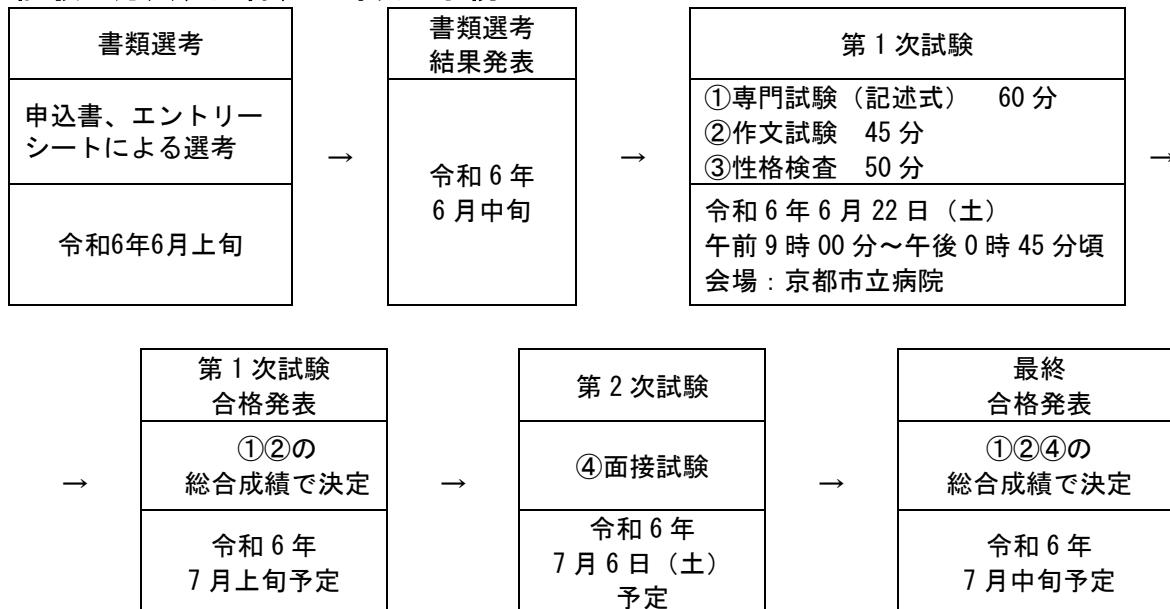 書類選考
申込書、エントリー
シートによる選考
令和6年6月上旬
→
書類選考
結果発表
令和6年
6月中旬
→
第1次試験
①専門試験（記述式） 60分
②作文試験 45分
③性格検査 50分
令和6年6月22日（土）
午前9時00分～午後0時45分頃
会場：京都市立病院
→
→
第1次試験
合格発表
①②の
総合成績で決定
令和6年
7月上旬予定
→
第2次試験
④面接試験
令和6年
7月6日（土）
予定
→
最終
合格発表
①②④の
総合成績で決定
令和6年
7月中旬予定